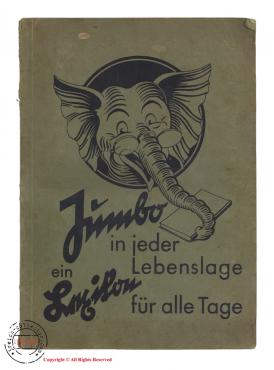 Jumbo
in jeder
Lebenslage
ein
Lexikon
für alle Tage
Copyright © All Rights Reserved